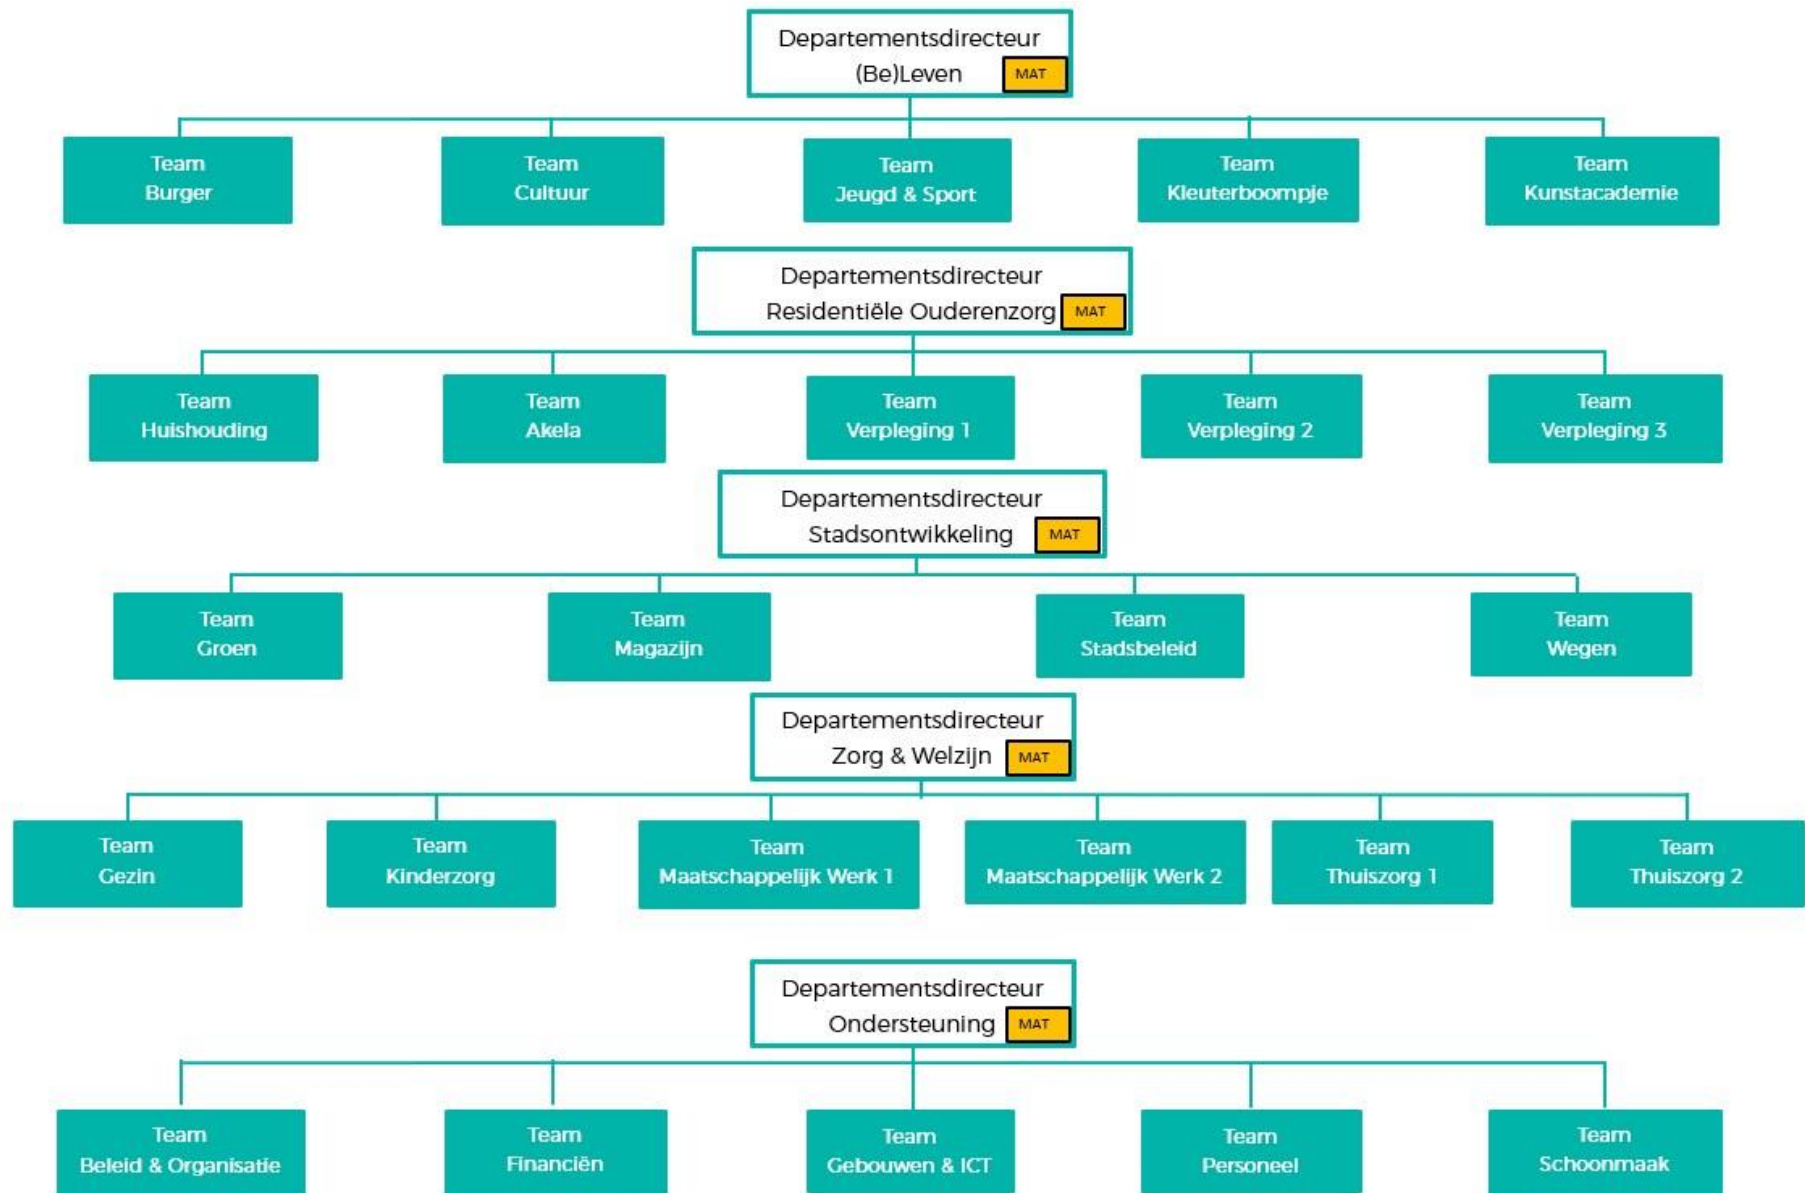 Departementsdirecteur
(Be)Leven MAT
Team
Burger
Team
Cultuur
Team
Jeugd & Sport
Team
Kleuterboompje
Team
Kunstacademie
Departementsdirecteur
Residentiële Ouderenzorg MAT
Team
Huishouding
Team
Akela
Team
Verpleging 1
Team
Verpleging 2
Team
Verpleging 3
Departementsdirecteur
Stadsontwikkeling MAT
Team
Groen
Team
Magazijn
Team
Stadsbeleid
Team
Wegen
Departementsdirecteur
Zorg & Welzijn MAT
Team
Gezin
Team
Kinderzorg
Team
Maatschappelijk Werk 1
Team
Maatschappelijk Werk 2
Team
Thuiszorg 1
Team
Thuiszorg 2
Departementsdirecteur
Ondersteuning MAT
Team
Beleid & Organisatie
Team
Financiën
Team
Gebouwen & ICT
Team
Personeel
Team
Schoonmaak